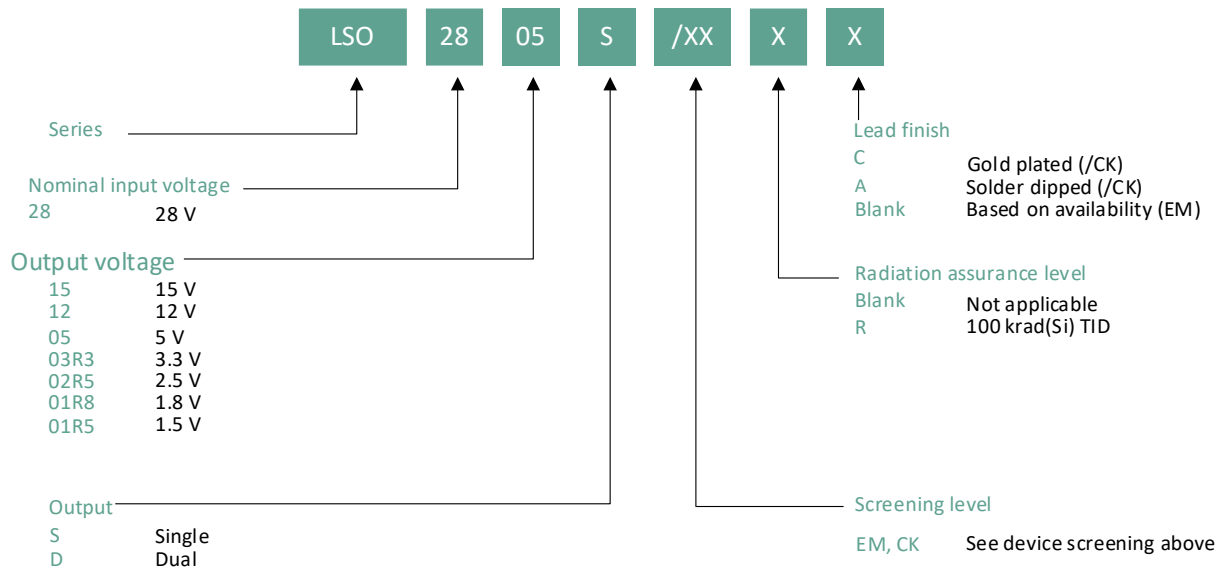 LSO 28 05 S /XX X X
Series
Nominal input voltage
28 28 V
Output voltage
15 15 V
12 12 V
05 5 V
03R3 3.3 V
02R5 2.5 V
01R8 1.8 V
01R5 1.5 V
Output
S Single
D Dual
Lead finish
C Gold plated (/CK)
A Solder dipped (/CK)
Blank Based on availability (EM)
Radiation assurance level
Blank Not applicable
R 100 krad(Si) TID
Screening level
EM, CK See device screening above